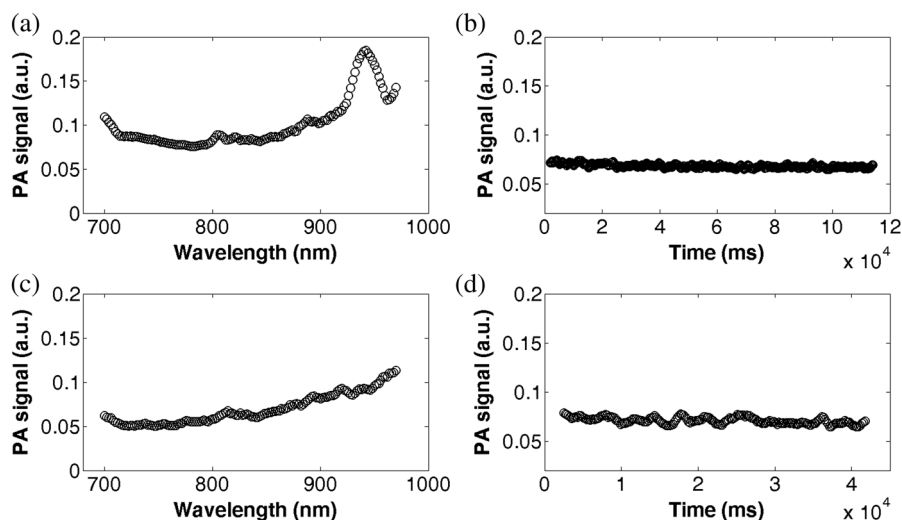 (a)
0.2
0.15
0.1
0.05
0
PA signal (a.u.)
700 800 900 1000
Wavelength (nm)
(b)
0.2
0.15
0.1
0.05
PA signal (a.u.)
0 2 4 6 8 10 12
Time (ms)
x 10^4
(c)
0.2
0.15
0.1
0.05
0
PA signal (a.u.)
700 800 900 1000
Wavelength (nm)
(d)
0.2
0.15
0.1
0.05
PA signal (a.u.)
0 1 2 3 4
Time (ms)
x 10^4